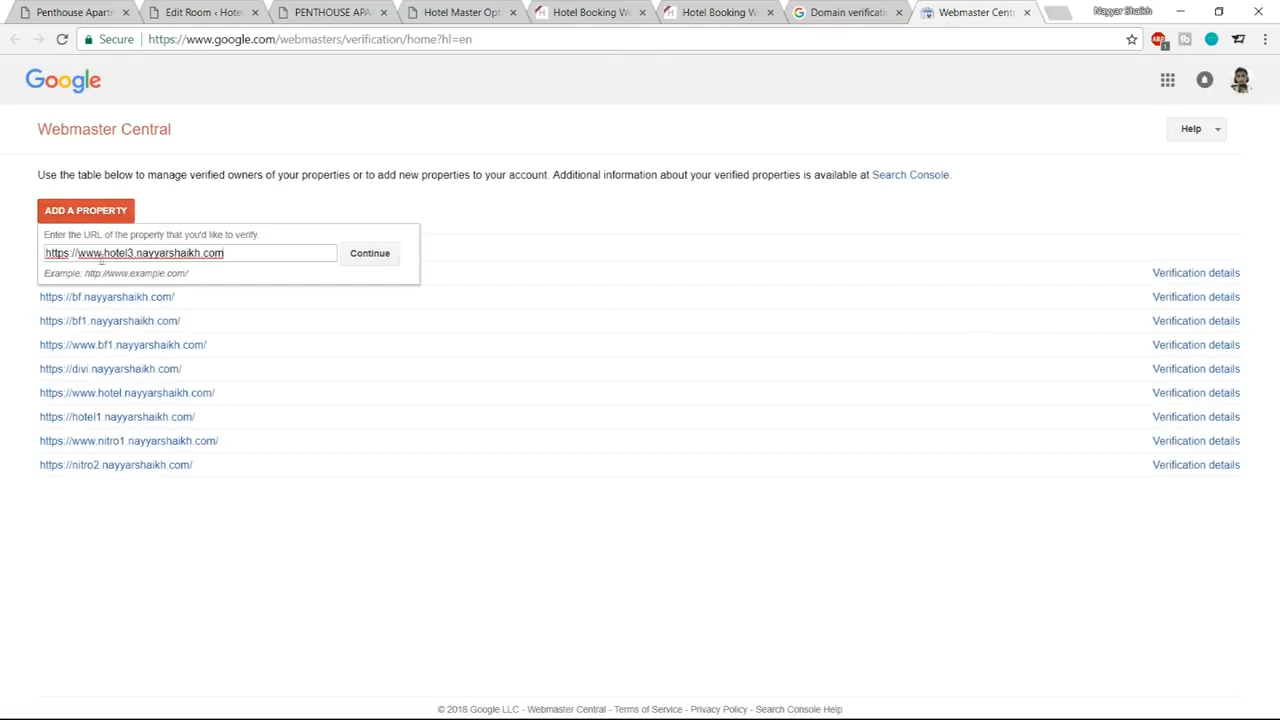 Penthouse Apartm
Edit Room ‹ Hotel
PENTHOUSE APA
Hotel Master Opti
Hotel Booking We
Hotel Booking We
Domain verificati
Webmaster Centr
Nayyar Shaikh
Secure
https://www.google.com/webmasters/verification/home?hl=en
Google
Webmaster Central
Help
Use the table below to manage verified owners of your properties or to add new properties to your account. Additional information about your verified properties is available at Search Console.
ADD A PROPERTY
Enter the URL of the property that you'd like to verify.
https://www.hotel3.nayyarshaikh.com
Continue
Example: http://www.example.com/
Verification details
https://bf.nayyarshaikh.com/
Verification details
https://bf1.nayyarshaikh.com/
Verification details
https://www.bf1.nayyarshaikh.com/
Verification details
https://divi.nayyarshaikh.com/
Verification details
https://www.hotel.nayyarshaikh.com/
Verification details
https://hotel1.nayyarshaikh.com/
Verification details
https://www.nitro1.nayyarshaikh.com/
Verification details
https://nitro2.nayyarshaikh.com/
Verification details
© 2018 Google LLC - Webmaster Central - Terms of Service - Privacy Policy - Search Console Help